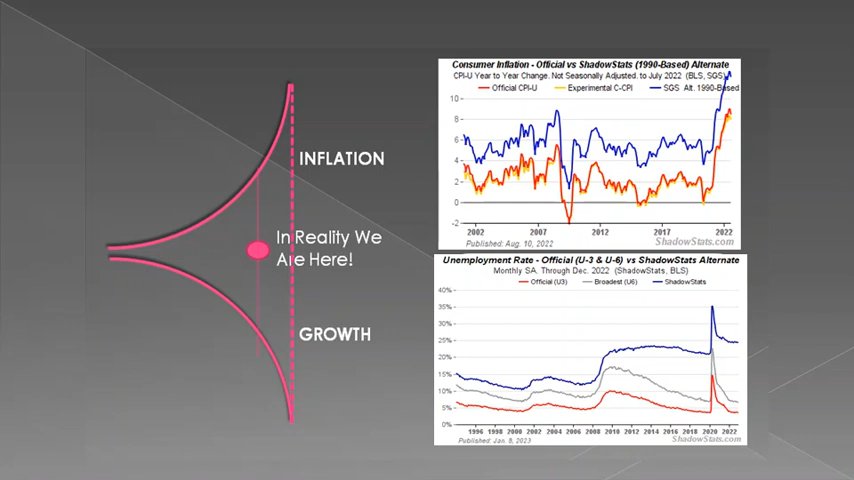 INFLATION
In Reality We
Are Here!
GROWTH
Consumer Inflation - Official vs ShadowStats (1990-Based) Alternate
CPI-U Year to Year Change. Not Seasonally Adjusted. to July 2022 (BLS, SGS)
Official CPI-U Experimental C-CPI SGS Alt. 1990-Based
10
8
6
4
2
0
-2
2002 2007 2012 2017 2022
Published: Aug. 10, 2022 ShadowStats.com
Unemployment Rate - Official (U-3 & U-6) vs ShadowStats Alternate
Monthly SA. Through Dec. 2022 (ShadowStats, BLS)
Official (U3) Broadest (U6) ShadowStats
40%
35%
30%
25%
20%
15%
10%
5%
0%
1996 1998 2000 2002 2004 2006 2008 2010 2012 2014 2016 2018 2020 2022
Published: Jan. 8, 2023 ShadowStats.com